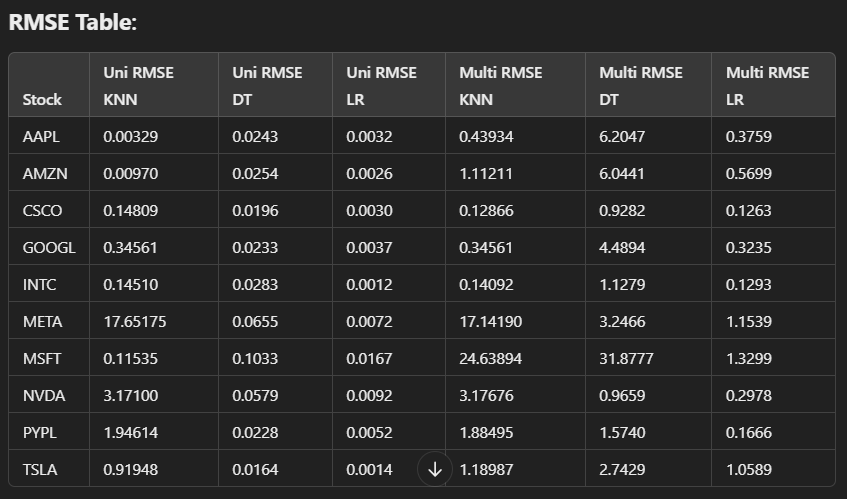 RMSE Table:
Stock Uni RMSE KNN Uni RMSE DT Uni RMSE LR Multi RMSE KNN Multi RMSE DT Multi RMSE LR
AAPL 0.00329 0.0243 0.0032 0.43934 6.2047 0.3759
AMZN 0.00970 0.0254 0.0026 1.11211 6.0441 0.5699
CSCO 0.14809 0.0196 0.0030 0.12866 0.9282 0.1263
GOOGL 0.34561 0.0233 0.0037 0.34561 4.4894 0.3235
INTC 0.14510 0.0283 0.0012 0.14092 1.1279 0.1293
META 17.65175 0.0655 0.0072 17.14190 3.2466 1.1539
MSFT 0.11535 0.1033 0.0167 24.63894 31.8777 1.3299
NVDA 3.17100 0.0579 0.0092 3.17676 0.9659 0.2978
PYPL 1.94614 0.0228 0.0052 1.88495 1.5740 0.1666
TSLA 0.91948 0.0164 0.0014 1.18987 2.7429 1.0589